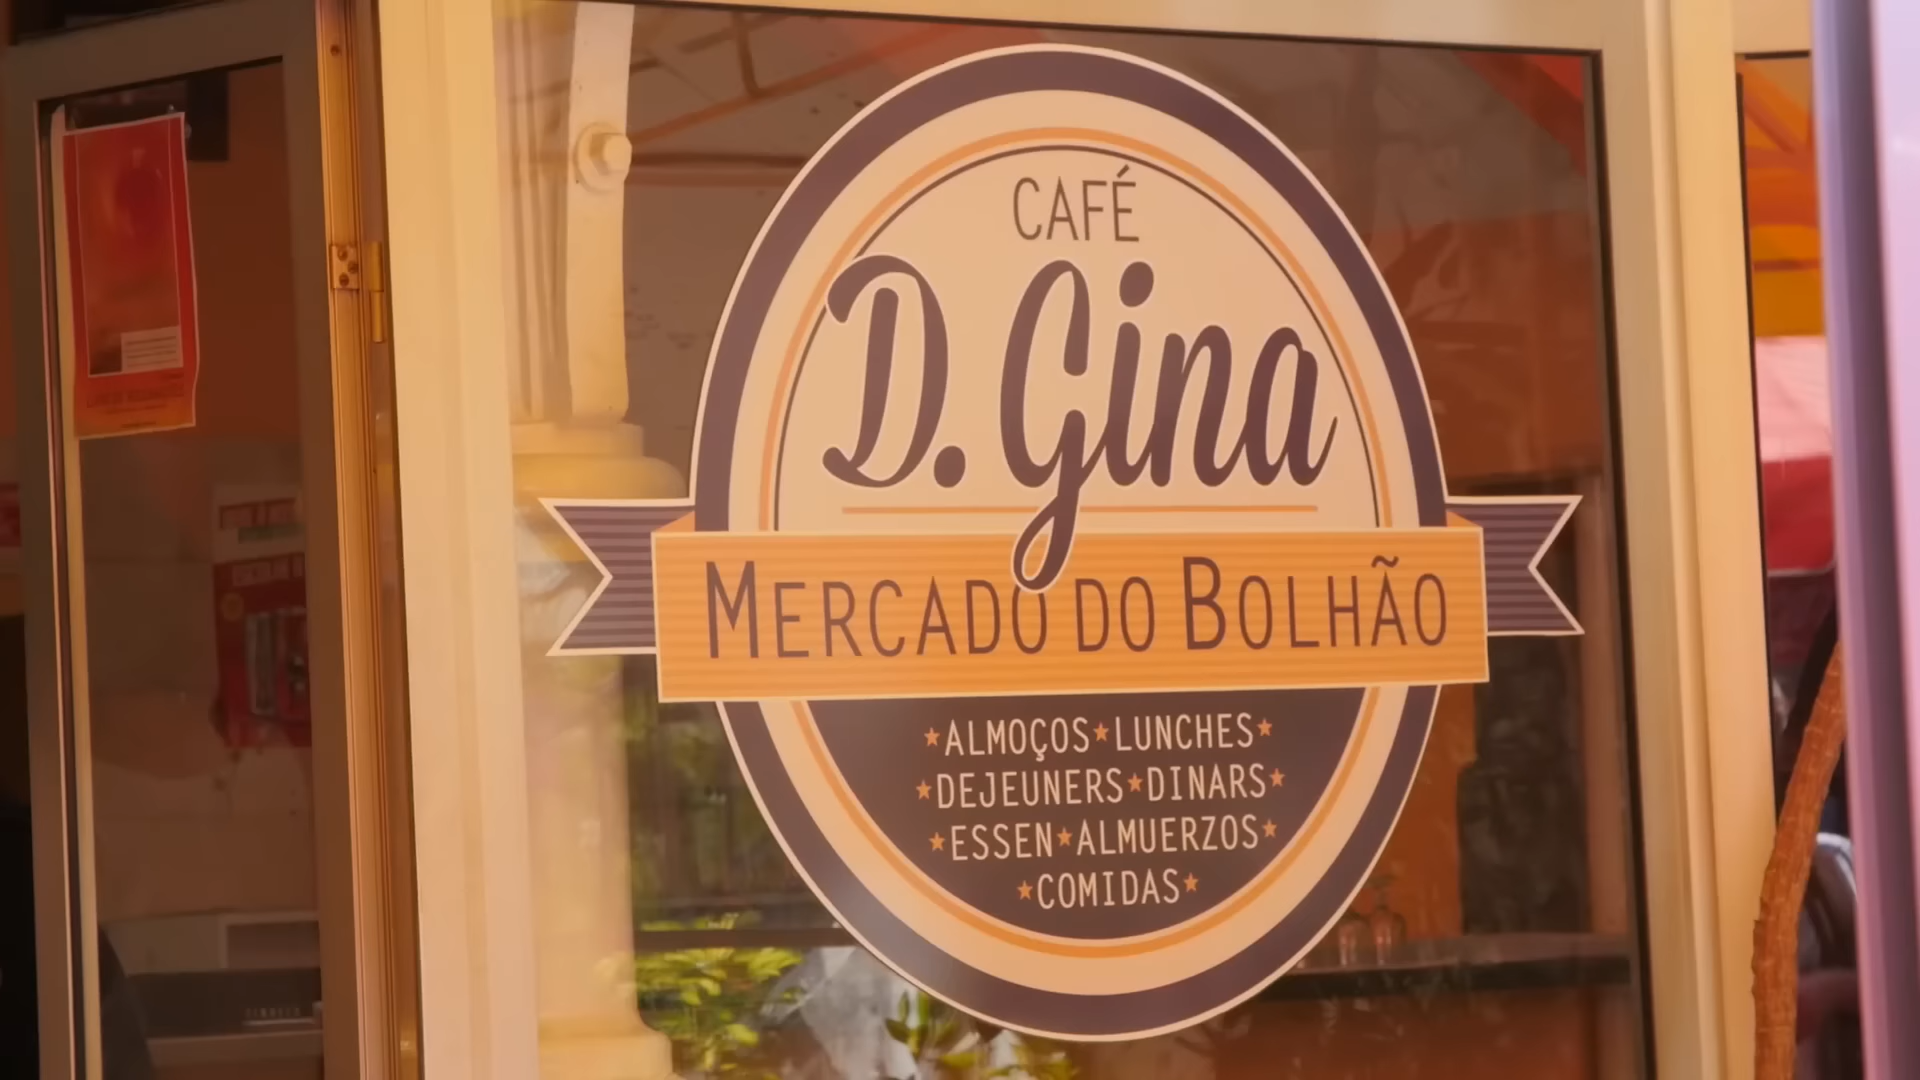 CAFÉ
D. Gina
MERCADO DO BOLHÃO
★ALMOÇOS★LUNCHES★
★DEJEUNERS★DINARS★
★ESSEN★ALMUERZOS★
★COMIDAS★